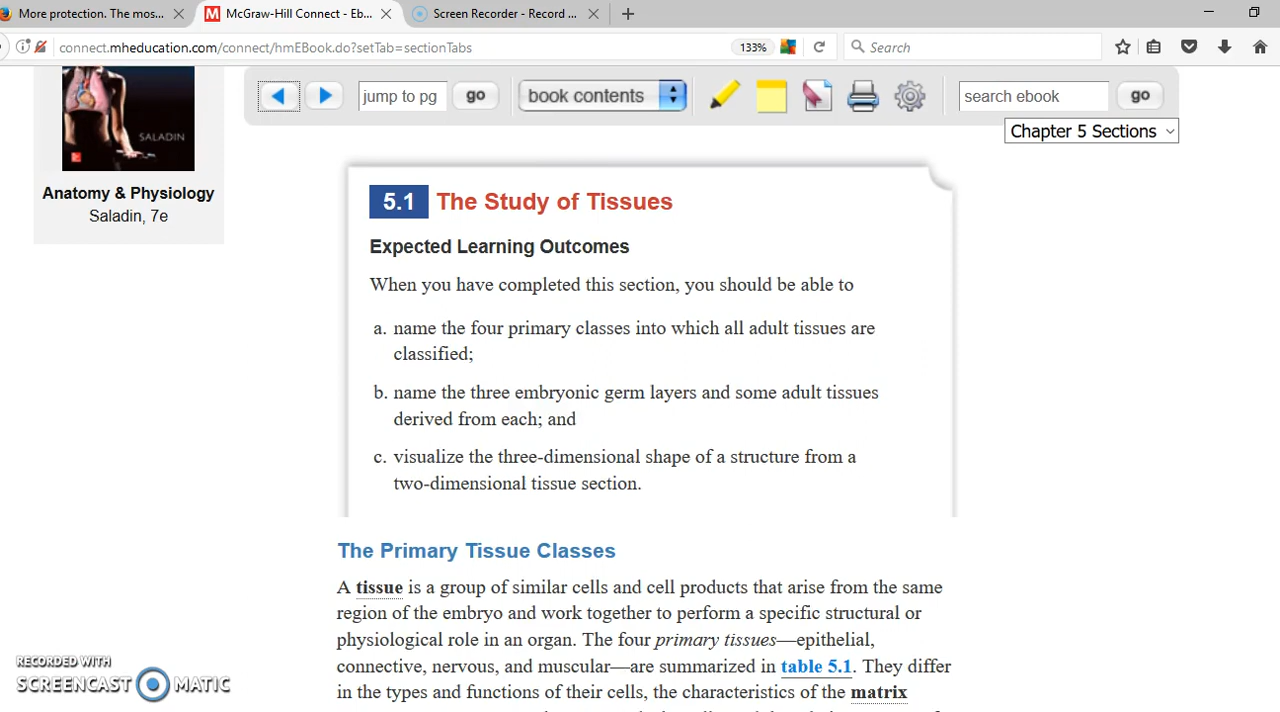 More protection. The mos...
McGraw-Hill Connect - Eb...
Screen Recorder - Record ...
connect.mheducation.com/connect/hmEBook.do?setTab=sectionTabs
133%
Search
SALADIN
Anatomy & Physiology
Saladin, 7e
jump to pg
go
book contents
search ebook
go
Chapter 5 Sections
5.1 The Study of Tissues
Expected Learning Outcomes
When you have completed this section, you should be able to
a. name the four primary classes into which all adult tissues are
classified;
b. name the three embryonic germ layers and some adult tissues
derived from each; and
c. visualize the three-dimensional shape of a structure from a
two-dimensional tissue section.
The Primary Tissue Classes
A tissue is a group of similar cells and cell products that arise from the same
region of the embryo and work together to perform a specific structural or
physiological role in an organ. The four primary tissues—epithelial,
connective, nervous, and muscular—are summarized in table 5.1. They differ
in the types and functions of their cells, the characteristics of the matrix
RECORDED WITH
SCREENCAST MATIC